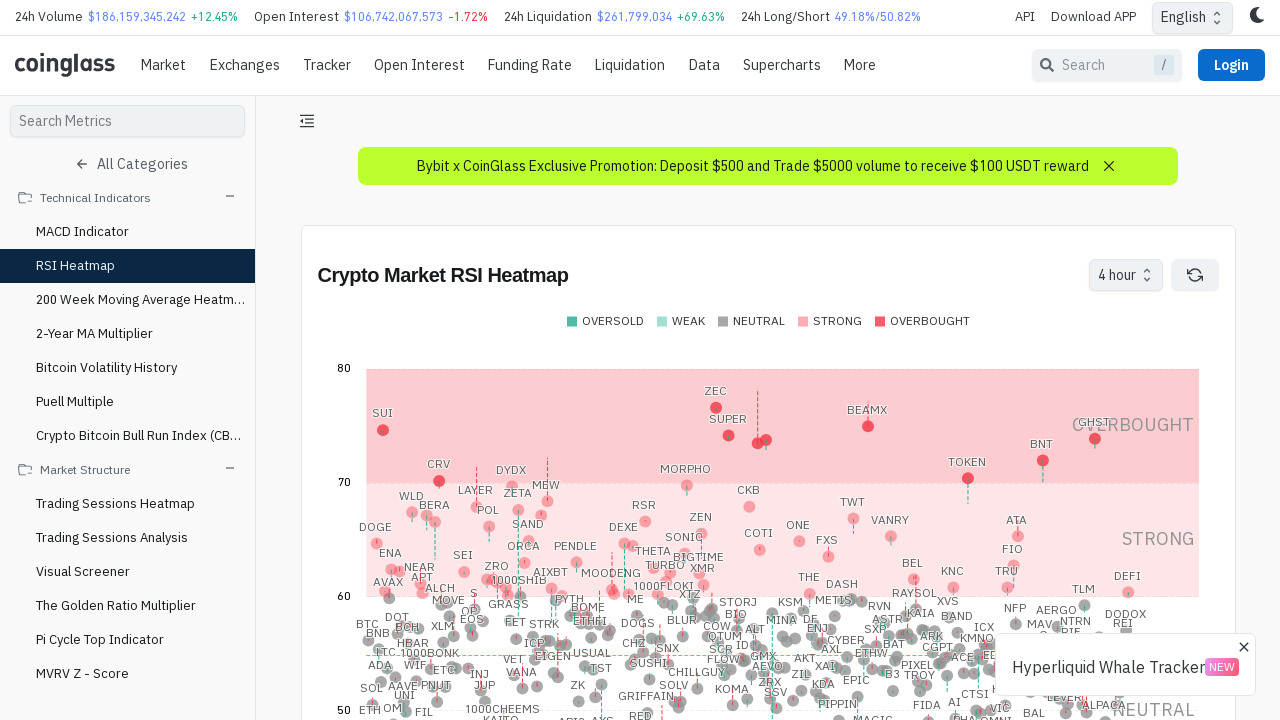 24h Volume $186,159,345,242 +12.45% Open Interest $106,742,067,573 -1.72% 24h Liquidation $261,799,034 +69.63% 24h Long/Short 49.18%/50.82% API Download APP English
coinglass Market Exchanges Tracker Open Interest Funding Rate Liquidation Data Supercharts More Search / Login
Search Metrics
All Categories
Technical Indicators
MACD Indicator
RSI Heatmap
200 Week Moving Average Heatm...
2-Year MA Multiplier
Bitcoin Volatility History
Puell Multiple
Crypto Bitcoin Bull Run Index (CB...
Market Structure
Trading Sessions Heatmap
Trading Sessions Analysis
Visual Screener
The Golden Ratio Multiplier
Pi Cycle Top Indicator
MVRV Z - Score
Bybit x CoinGlass Exclusive Promotion: Deposit $500 and Trade $5000 volume to receive $100 USDT reward
Crypto Market RSI Heatmap
4 hour
OVERSOLD WEAK NEUTRAL STRONG OVERBOUGHT
80
ZEC
SUI SUPER BEAMX
GHST OVERBOUGHT
BNT
CRV DYDX MORPHO TOKEN
70
LAYER ZETA MEW CKB
WLD BERA POL RSR TWT
DOGE SAND DEXE ZEN ONE VANRY ATA
SONIC COTI FXS STRONG
ENA SEI ORCA PENDLE THETA BIGTIME FIO
NEAR ZRO AIXBT MOODENG TURBO XMR BEL KNC TRU
AVAX APT 1000SHIB 1000FLOKI THE DASH DEFI
60
ALCH S RAYSOL TLM
MOVE GRASS PYTH ME XTZ STORJ KSM METIS XVS
OP BOME BIO RVN NFP AERGO
DOT EOS FET STRK ETHFI DOGS BLUR MINA KAIA BAND DODOX
BTC XLM COW ALT ENJ ASTR MAV NTRN REI
BNB SXP ICX
HBAR ICP CHZ QTUM ID CYBER ARK KMNO
LTC 1000BONK EIGEN USUAL SNX SCR AXL BAT CGPT
ADA WIF VET SUSHI FLOW GMX AKT ETHW ACE
ETC INJ VANA TST CHILLGUY AEVO XAI PIXEL
SOL AAVE PNUT JUP ZK SOLV KOMA ZRX ZIL EPIC B3 TROY
UNI GRIFFAIN SSV KDA CTSI
ETH OM FIL 1000CHEEMS RED PIPPIN FIDA AI VIC BAL ALPACA
50
NEUTRAL
Hyperliquid Whale Tracker NEW